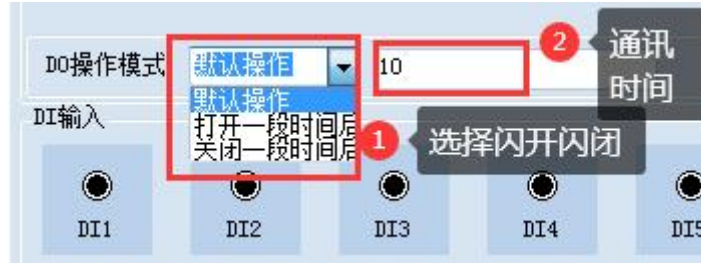 DO操作模式
默认操作
10
2
通讯
时间
默认操作
打开一段时间后
关闭一段时间后
1
选择闪开闪闭
DI输入
DI1
DI2
DI3
DI4
DI5